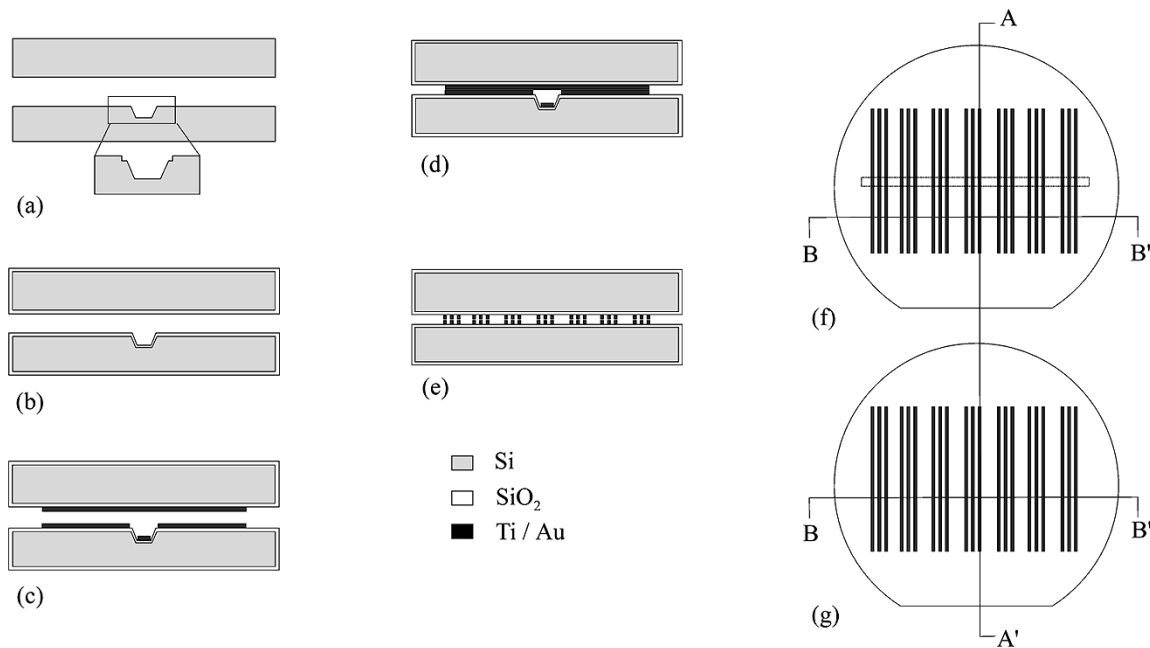 (a)
(b)
(c)
(d)
(e)
Si
SiO₂
Ti / Au
A
B
B'
(f)
B
B'
(g)
A'